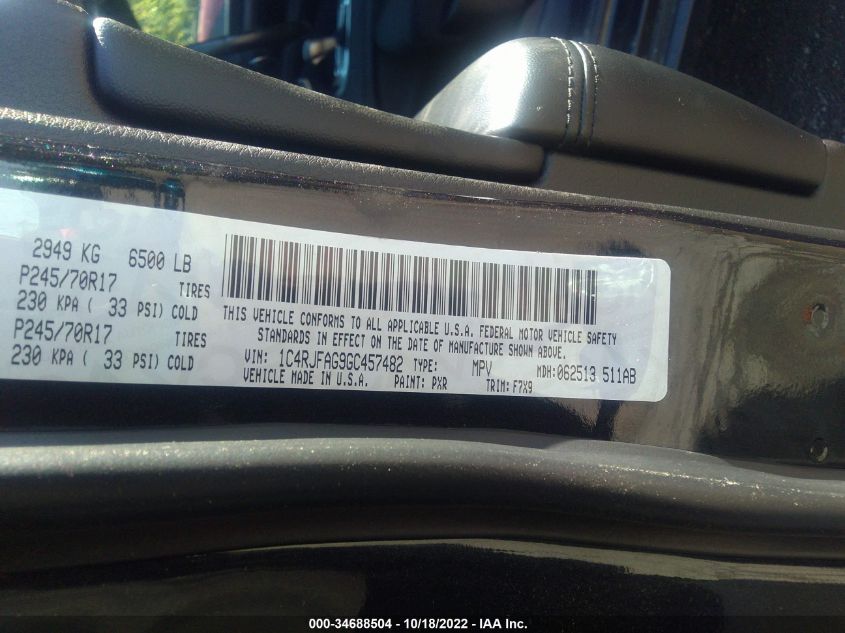 2949 KG 6500 LB
P245/70R17 TIRES
230 KPA ( 33 PSI) COLD
P245/70R17 TIRES
230 KPA ( 33 PSI) COLD
THIS VEHICLE CONFORMS TO ALL APPLICABLE U.S.A. FEDERAL MOTOR VEHICLE SAFETY
STANDARDS IN EFFECT ON THE DATE OF MANUFACTURE SHOWN ABOVE.
VIN: 1C4RJFAG9GC457482 TYPE: MPV MDH:062513 511AB
VEHICLE MADE IN U.S.A. PAINT: PXR TRIM: F7X9
000-34688504 - 10/18/2022 - IAA Inc.